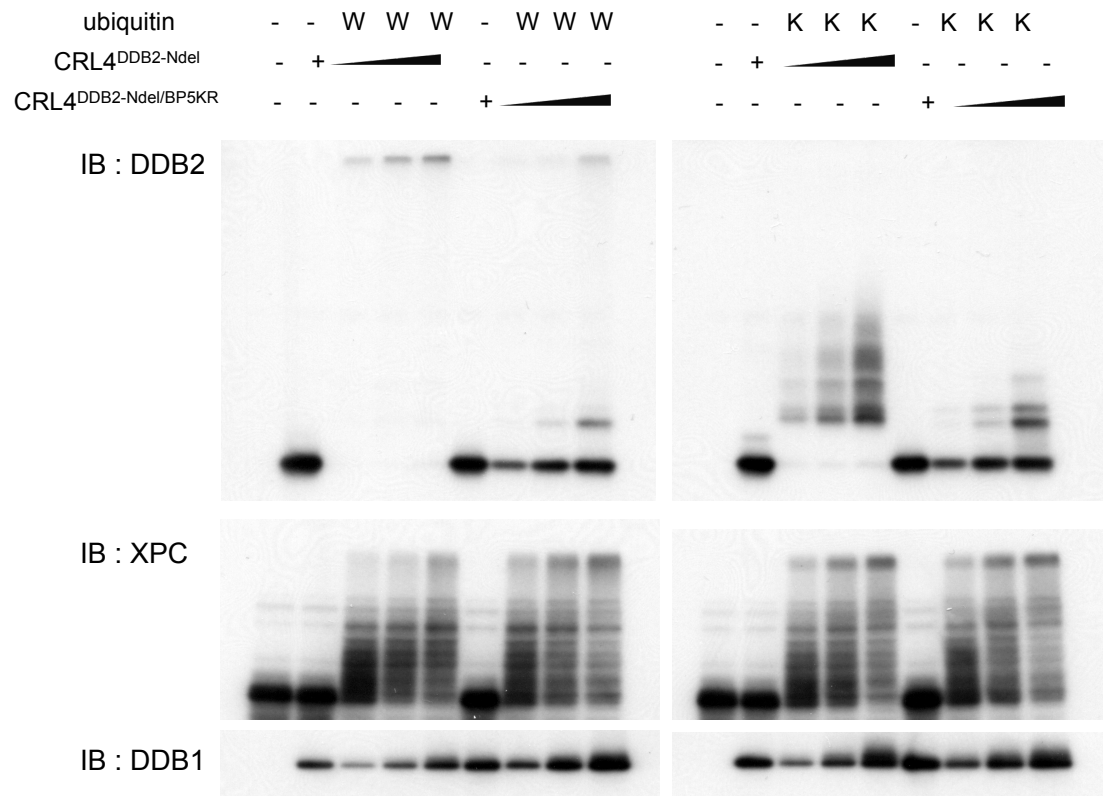 ubiquitin - - W W W - W W W - - K K K - K K K
CRL4DDB2-Ndel - + - - - - - + - - - -
CRL4DDB2-Ndel/BP5KR - - - - - + - - - - - +
IB : DDB2
IB : XPC
IB : DDB1